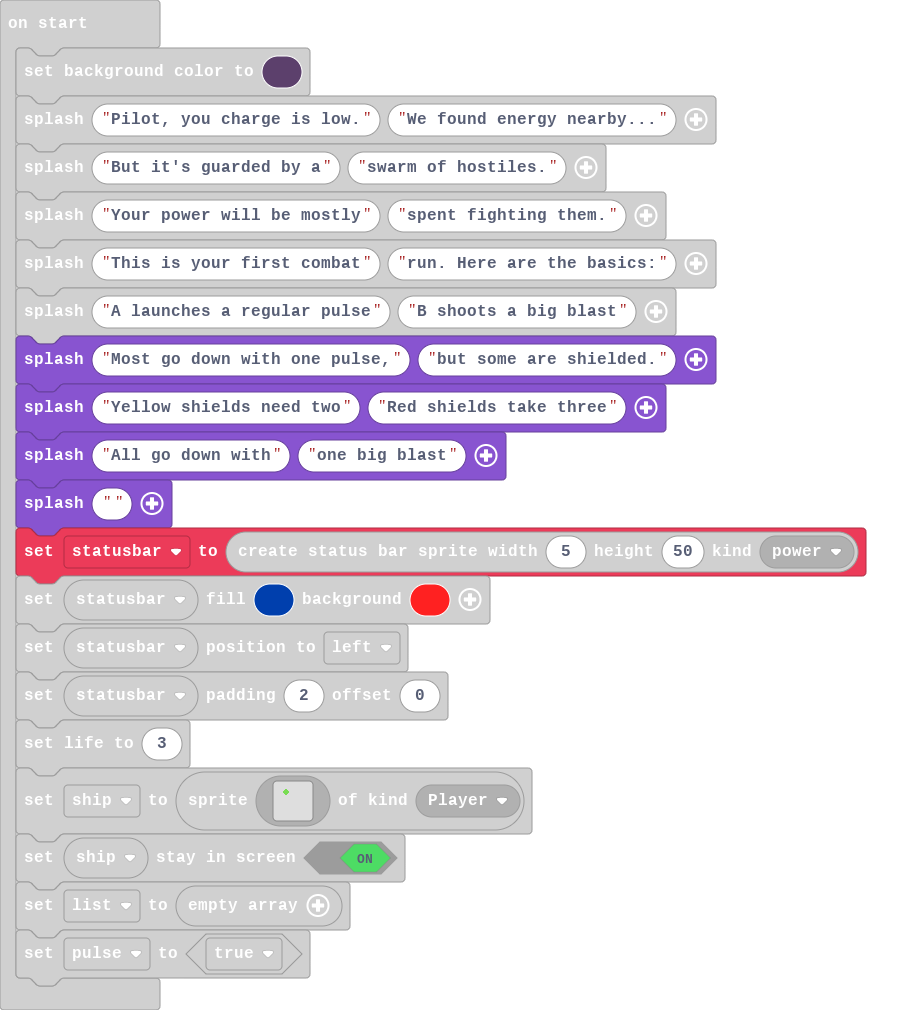 on start
set background color to
splash "Pilot, you charge is low." "We found energy nearby..."
splash "But it's guarded by a" "swarm of hostiles."
splash "Your power will be mostly" "spent fighting them."
splash "This is your first combat" "run. Here are the basics:"
splash "A launches a regular pulse" "B shoots a big blast"
splash "Most go down with one pulse," "but some are shielded."
splash "Yellow shields need two" "Red shields take three"
splash "All go down with" "one big blast"
splash ""
set statusbar to create status bar sprite width 5 height 50 kind power
set statusbar fill background
set statusbar position to left
set statusbar padding 2 offset 0
set life to 3
set ship to sprite of kind Player
set ship stay in screen ON
set list to empty array
set pulse to true